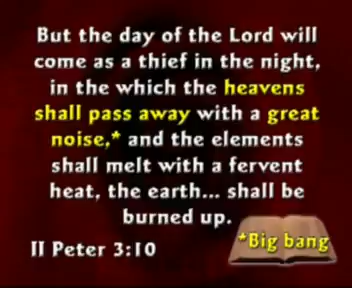 But the day of the Lord will
come as a thief in the night,
in the which the heavens
shall pass away with a great
noise,* and the elements
shall melt with a fervent
heat, the earth... shall be
burned up.
II Peter 3:10
*Big bang